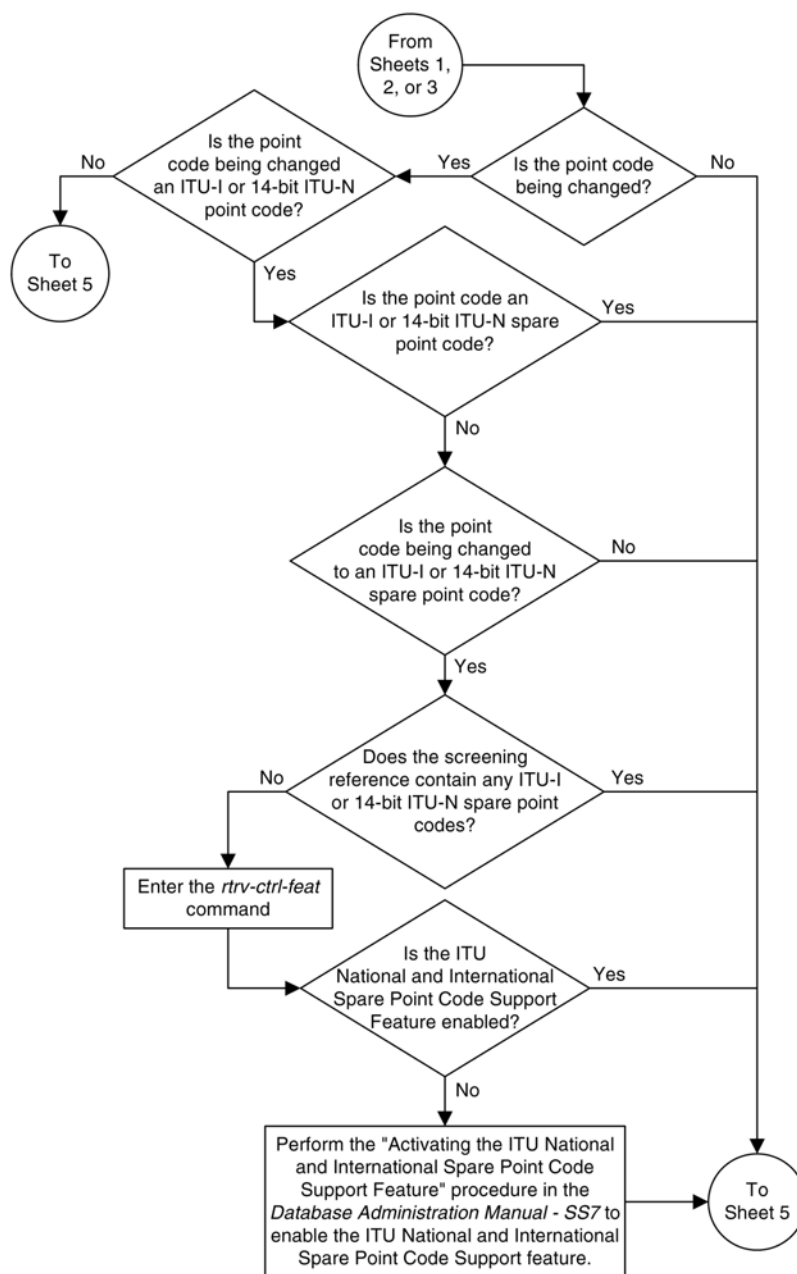 From
Sheets 1,
2, or 3
Is the point code
being changed?
Yes
No
Is the point
code being changed
an ITU-I or 14-bit ITU-N
point code?
No
To
Sheet 5
Yes
Is the point code an
ITU-I or 14-bit ITU-N spare
point code?
Yes
No
Is the point
code being changed
to an ITU-I or 14-bit ITU-N
spare point code?
No
Yes
Does the screening
reference contain any ITU-I
or 14-bit ITU-N spare point
codes?
No
Yes
Enter the rtrv-ctrl-feat
command
Is the ITU
National and International
Spare Point Code Support
Feature enabled?
Yes
No
Perform the "Activating the ITU National
and International Spare Point Code
Support Feature" procedure in the
Database Administration Manual - SS7 to
enable the ITU National and International
Spare Point Code Support feature.
To
Sheet 5